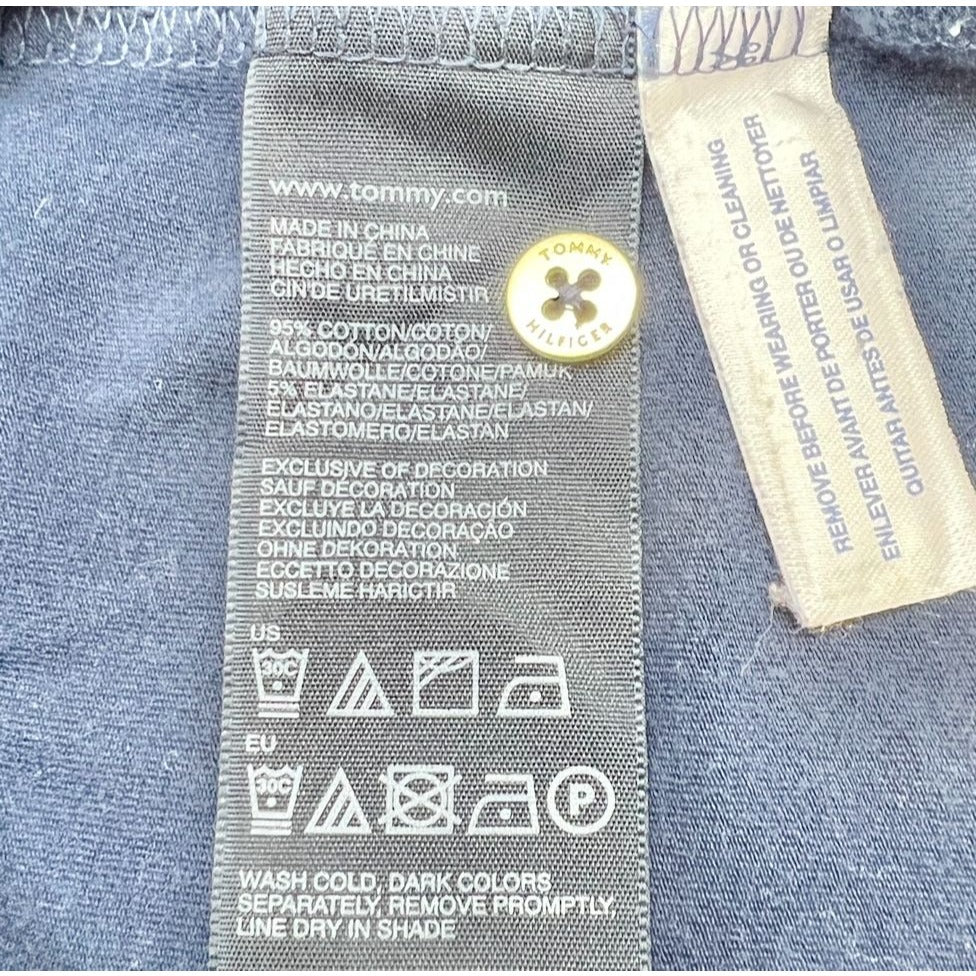 www.tommy.com
MADE IN CHINA
FABRIQUÉ EN CHINE
HECHO EN CHINA
CIN'DE URETILMISTIR
95% COTTON/COTON/
ALGODÓN/ALGODÃO/
BAUMWOLLE/COTONE/PAMUK
5% ELASTANE/ELASTANE/
ELASTANO/ELASTANE/ELASTAN/
ELASTOMERO/ELASTAN
EXCLUSIVE OF DECORATION
SAUF DÉCORATION
EXCLUYE LA DECORACIÓN
EXCLUINDO DECORAÇÃO
OHNE DEKORATION
ECCETTO DECORAZIONE
SUSLEME HARICTIR
US
30C
EU
30C
P
WASH COLD, DARK COLORS
SEPARATELY, REMOVE PROMPTLY,
LINE DRY IN SHADE
TOMMY
HILFIGER
REMOVE BEFORE WEARING OR CLEANING
ENLEVER AVANT DE PORTER OU DE NETTOYER
QUITAR ANTES DE USAR O LIMPIAR